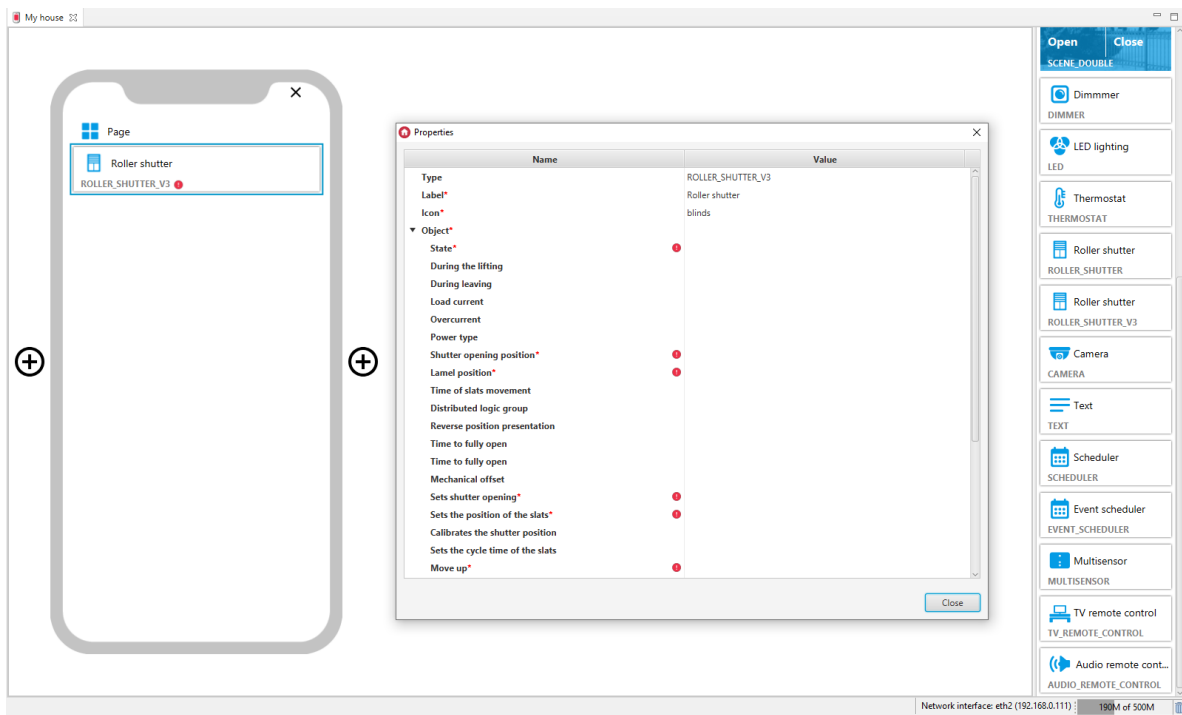 My house
Page
Roller shutter
ROLLER_SHUTTER_V3
Properties
Name Value
Type ROLLER_SHUTTER_V3
Label* Roller shutter
Icon* blinds
Object*
State*
During the lifting
During leaving
Load current
Overcurrent
Power type
Shutter opening position*
Lamel position*
Time of slats movement
Distributed logic group
Reverse position presentation
Time to fully open
Time to fully open
Mechanical offset
Sets shutter opening*
Sets the position of the slats*
Calibrates the shutter position
Sets the cycle time of the slats
Move up*
Close
Open Close
SCENE_DOUBLE
Dimmmer
DIMMER
LED lighting
LED
Thermostat
THERMOSTAT
Roller shutter
ROLLER_SHUTTER
Roller shutter
ROLLER_SHUTTER_V3
Camera
CAMERA
Text
TEXT
Scheduler
SCHEDULER
Event scheduler
EVENT_SCHEDULER
Multisensor
MULTISENSOR
TV remote control
TV_REMOTE_CONTROL
Audio remote cont...
AUDIO_REMOTE_CONTROL
Network interface: eth2 (192.168.0.111) 190M of 500M